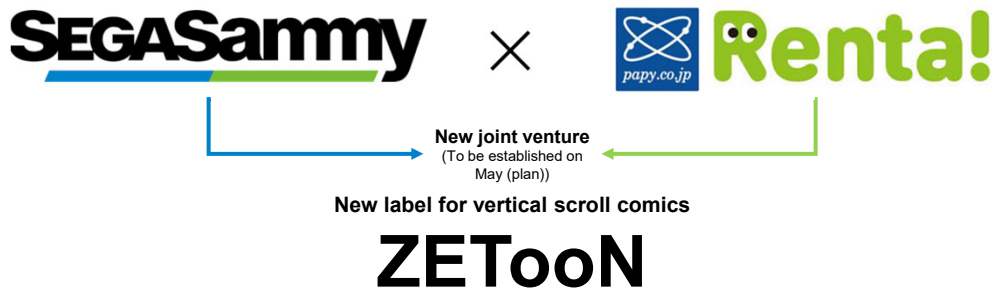 SEGASammy × papy.co.jp Renta!
New joint venture
(To be established on
May (plan))
New label for vertical scroll comics
ZETooN